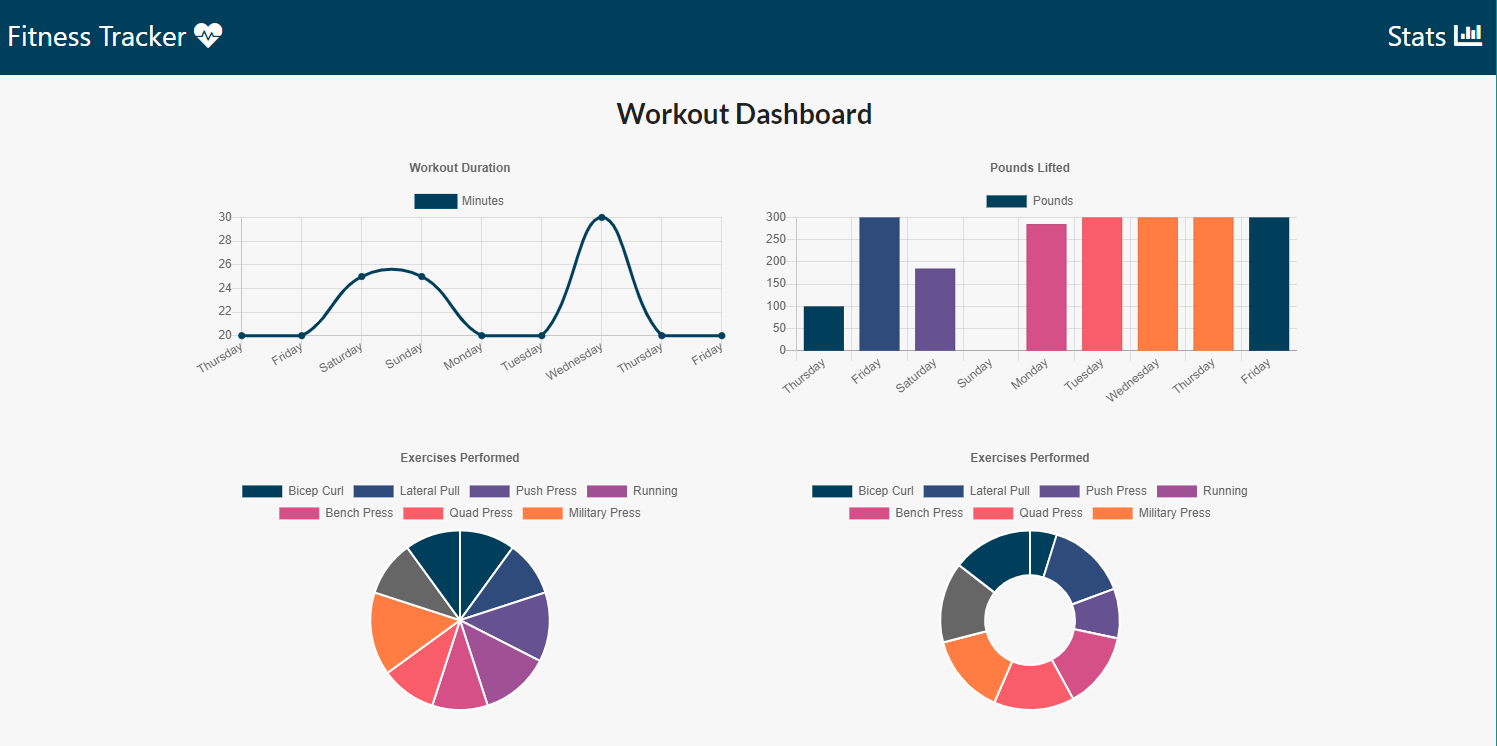 Fitness Tracker
Stats
Workout Dashboard
Workout Duration
Minutes
30
28
26
24
22
20
Thursday Friday Saturday Sunday Monday Tuesday Wednesday Thursday Friday
Pounds Lifted
Pounds
300
250
200
150
100
50
0
Thursday Friday Saturday Sunday Monday Tuesday Wednesday Thursday Friday
Exercises Performed
Bicep Curl Lateral Pull Push Press Running
Bench Press Quad Press Military Press
Exercises Performed
Bicep Curl Lateral Pull Push Press Running
Bench Press Quad Press Military Press